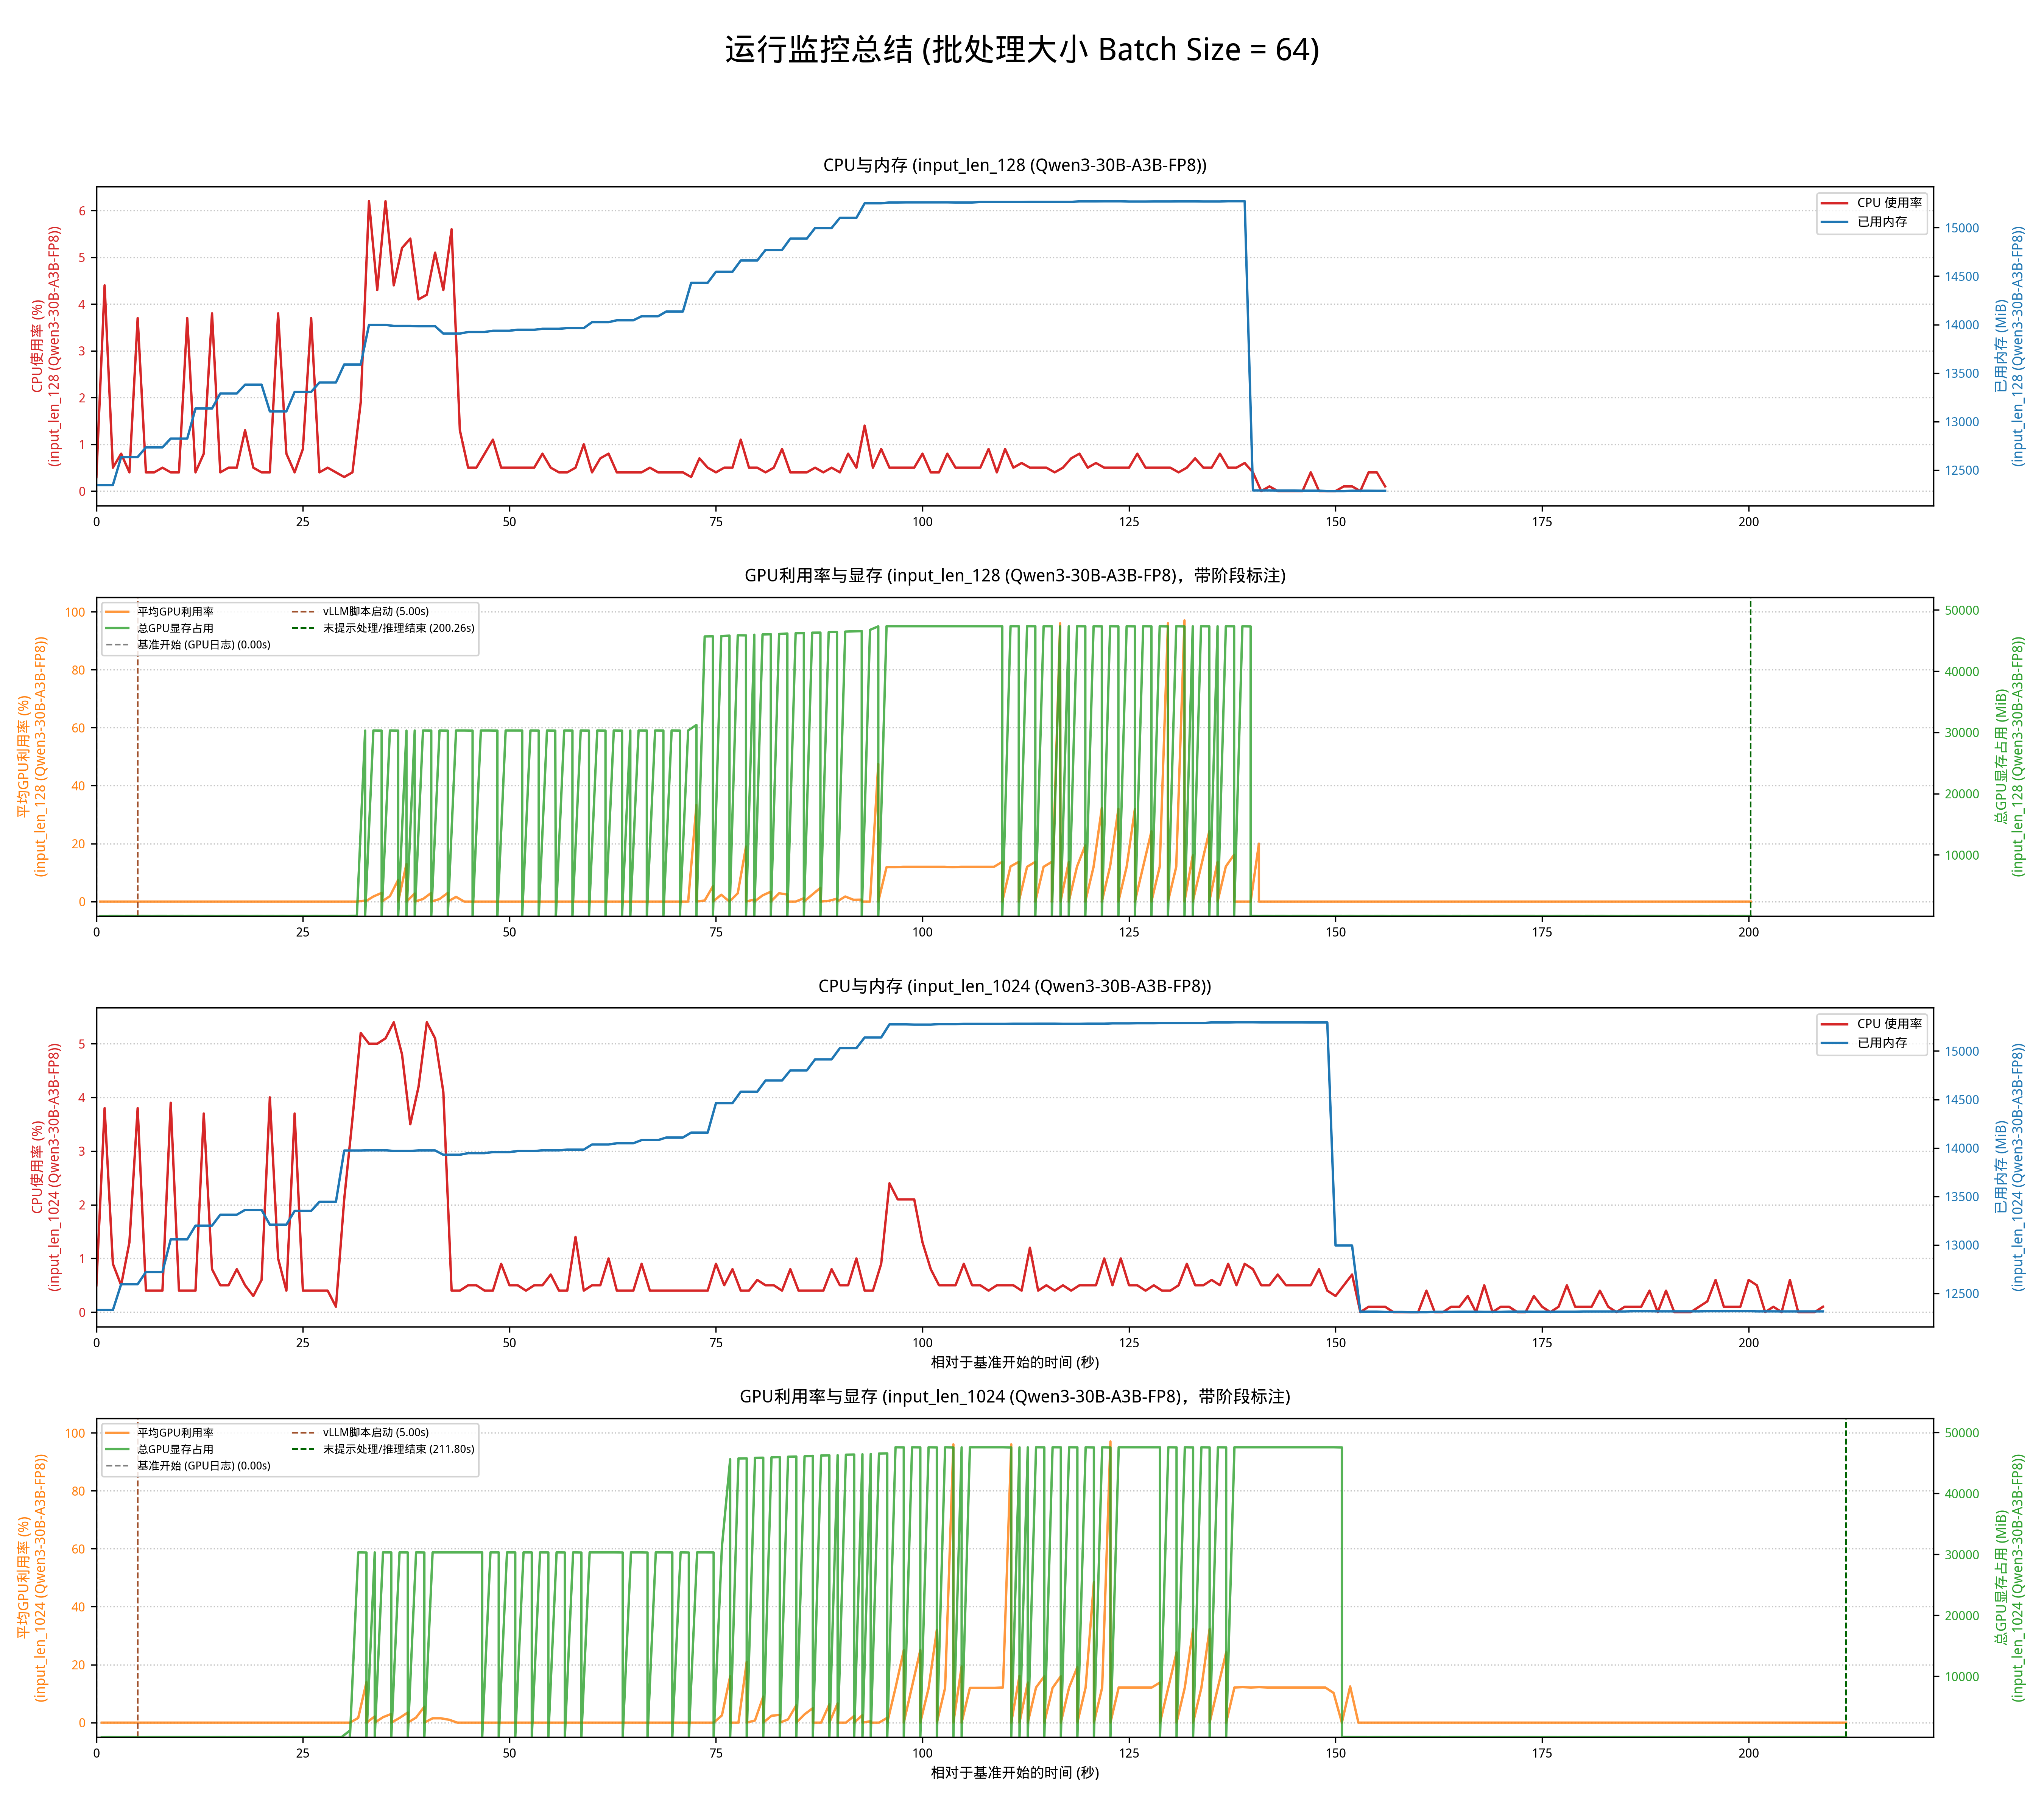 运行监控总结 (批处理大小 Batch Size = 64)
CPU与内存 (input_len_128 (Qwen3-30B-A3B-FP8))
CPU使用率 (%)
(input_len_128 (Qwen3-30B-A3B-FP8))
6
5
4
3
2
1
0
CPU 使用率
已用内存
15000
14500
14000
13500
13000
12500
已用内存 (MiB)
(input_len_128 (Qwen3-30B-A3B-FP8))
0 25 50 75 100 125 150 175 200
GPU利用率与显存 (input_len_128 (Qwen3-30B-A3B-FP8)，带阶段标注)
平均GPU利用率 (%)
(input_len_128 (Qwen3-30B-A3B-FP8))
100
80
60
40
20
0
平均GPU利用率
总GPU显存占用
基准开始 (GPU日志) (0.00s)
vLLM脚本启动 (5.00s)
末提示处理/推理结束 (200.26s)
50000
40000
30000
20000
10000
总GPU显存占用 (MiB)
(input_len_128 (Qwen3-30B-A3B-FP8))
0 25 50 75 100 125 150 175 200
CPU与内存 (input_len_1024 (Qwen3-30B-A3B-FP8))
CPU使用率 (%)
(input_len_1024 (Qwen3-30B-A3B-FP8))
5
4
3
2
1
0
CPU 使用率
已用内存
15000
14500
14000
13500
13000
12500
已用内存 (MiB)
(input_len_1024 (Qwen3-30B-A3B-FP8))
0 25 50 75 100 125 150 175 200
相对于基准开始的时间 (秒)
GPU利用率与显存 (input_len_1024 (Qwen3-30B-A3B-FP8)，带阶段标注)
平均GPU利用率 (%)
(input_len_1024 (Qwen3-30B-A3B-FP8))
100
80
60
40
20
0
平均GPU利用率
总GPU显存占用
基准开始 (GPU日志) (0.00s)
vLLM脚本启动 (5.00s)
末提示处理/推理结束 (211.80s)
50000
40000
30000
20000
10000
总GPU显存占用 (MiB)
(input_len_1024 (Qwen3-30B-A3B-FP8))
0 25 50 75 100 125 150 175 200
相对于基准开始的时间 (秒)